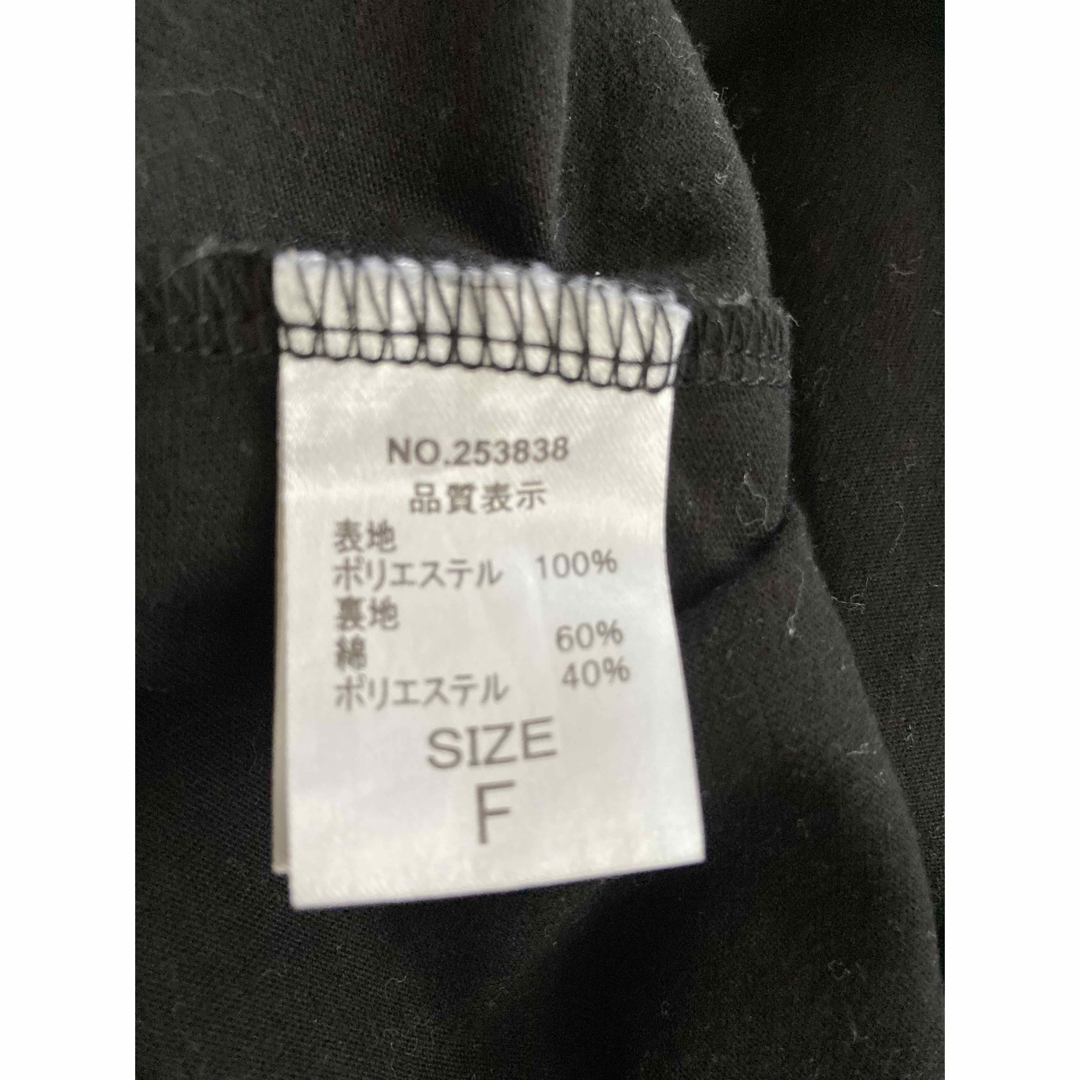 NO.253838
品質表示
表地
ポリエステル 100%
裏地
綿 60%
ポリエステル 40%
SIZE
F